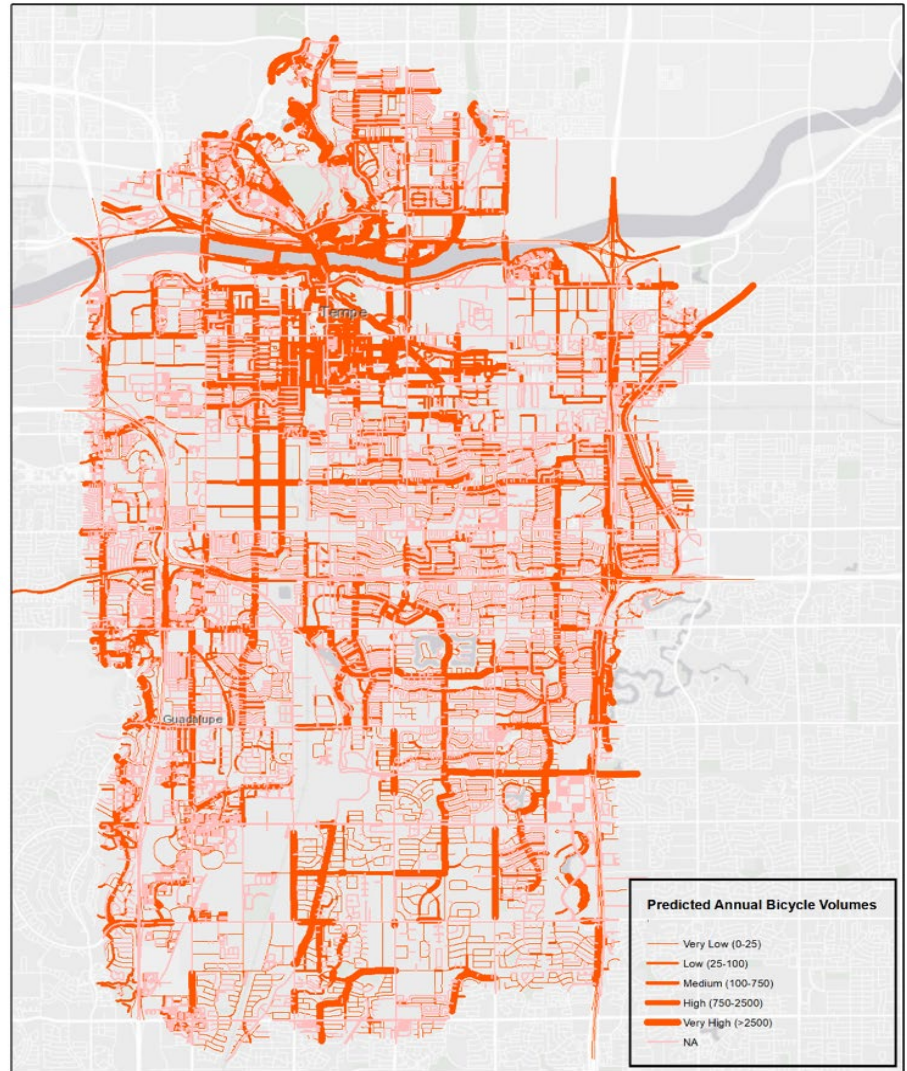 Tempe
Guadalupe
Predicted Annual Bicycle Volumes
Very Low (0-25)
Low (25-100)
Medium (100-750)
High (750-2500)
Very High (>2500)
NA